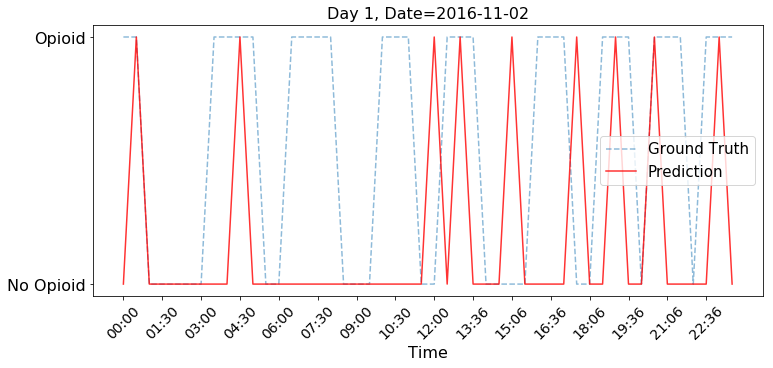 Day 1, Date=2016-11-02
Opioid
Ground Truth
Prediction
No Opioid
00:00
01:30
03:00
04:30
06:00
07:30
09:00
10:30
12:00
13:36
15:06
16:36
18:06
19:36
21:06
22:36
Time